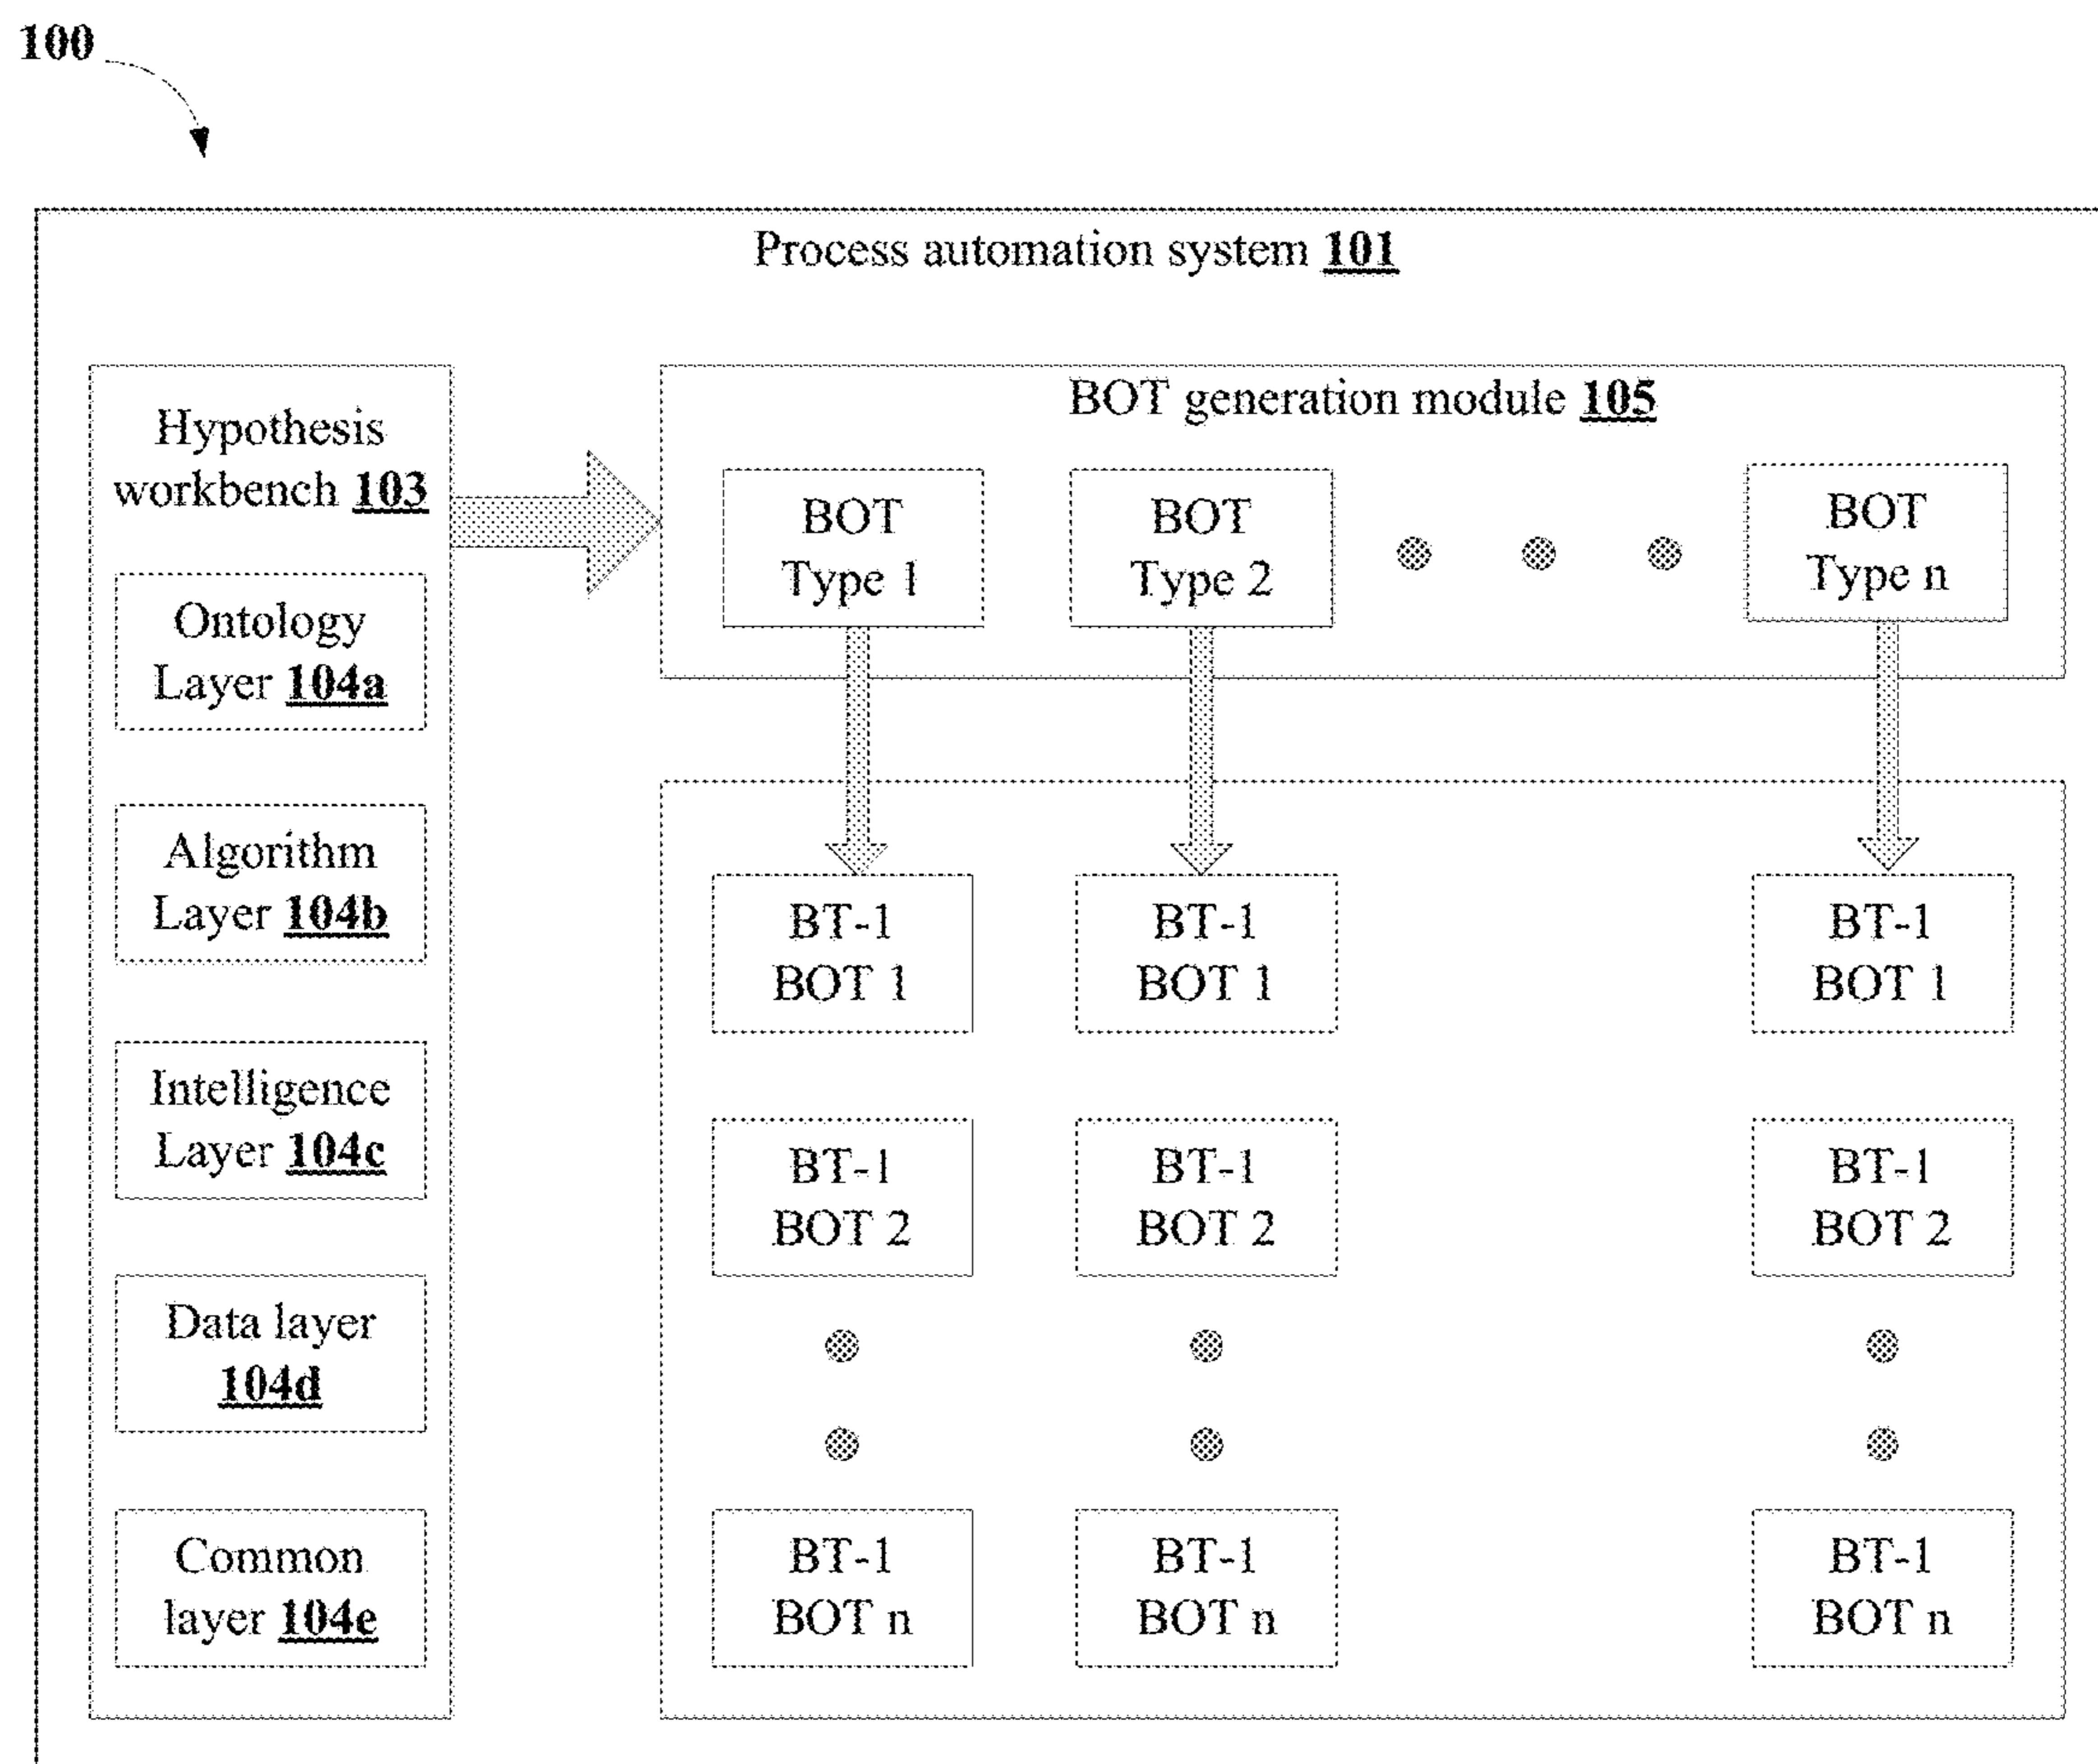 100
Process automation system 101
Hypothesis
workbench 103
Ontology
Layer 104a
Algorithm
Layer 104b
Intelligence
Layer 104c
Data layer
104d
Common
layer 104e
BOT generation module 105
BOT
Type 1
BOT
Type 2
BOT
Type n
BT-1
BOT 1
BT-1
BOT 1
BT-1
BOT 1
BT-1
BOT 2
BT-1
BOT 2
BT-1
BOT 2
BT-1
BOT n
BT-1
BOT n
BT-1
BOT n